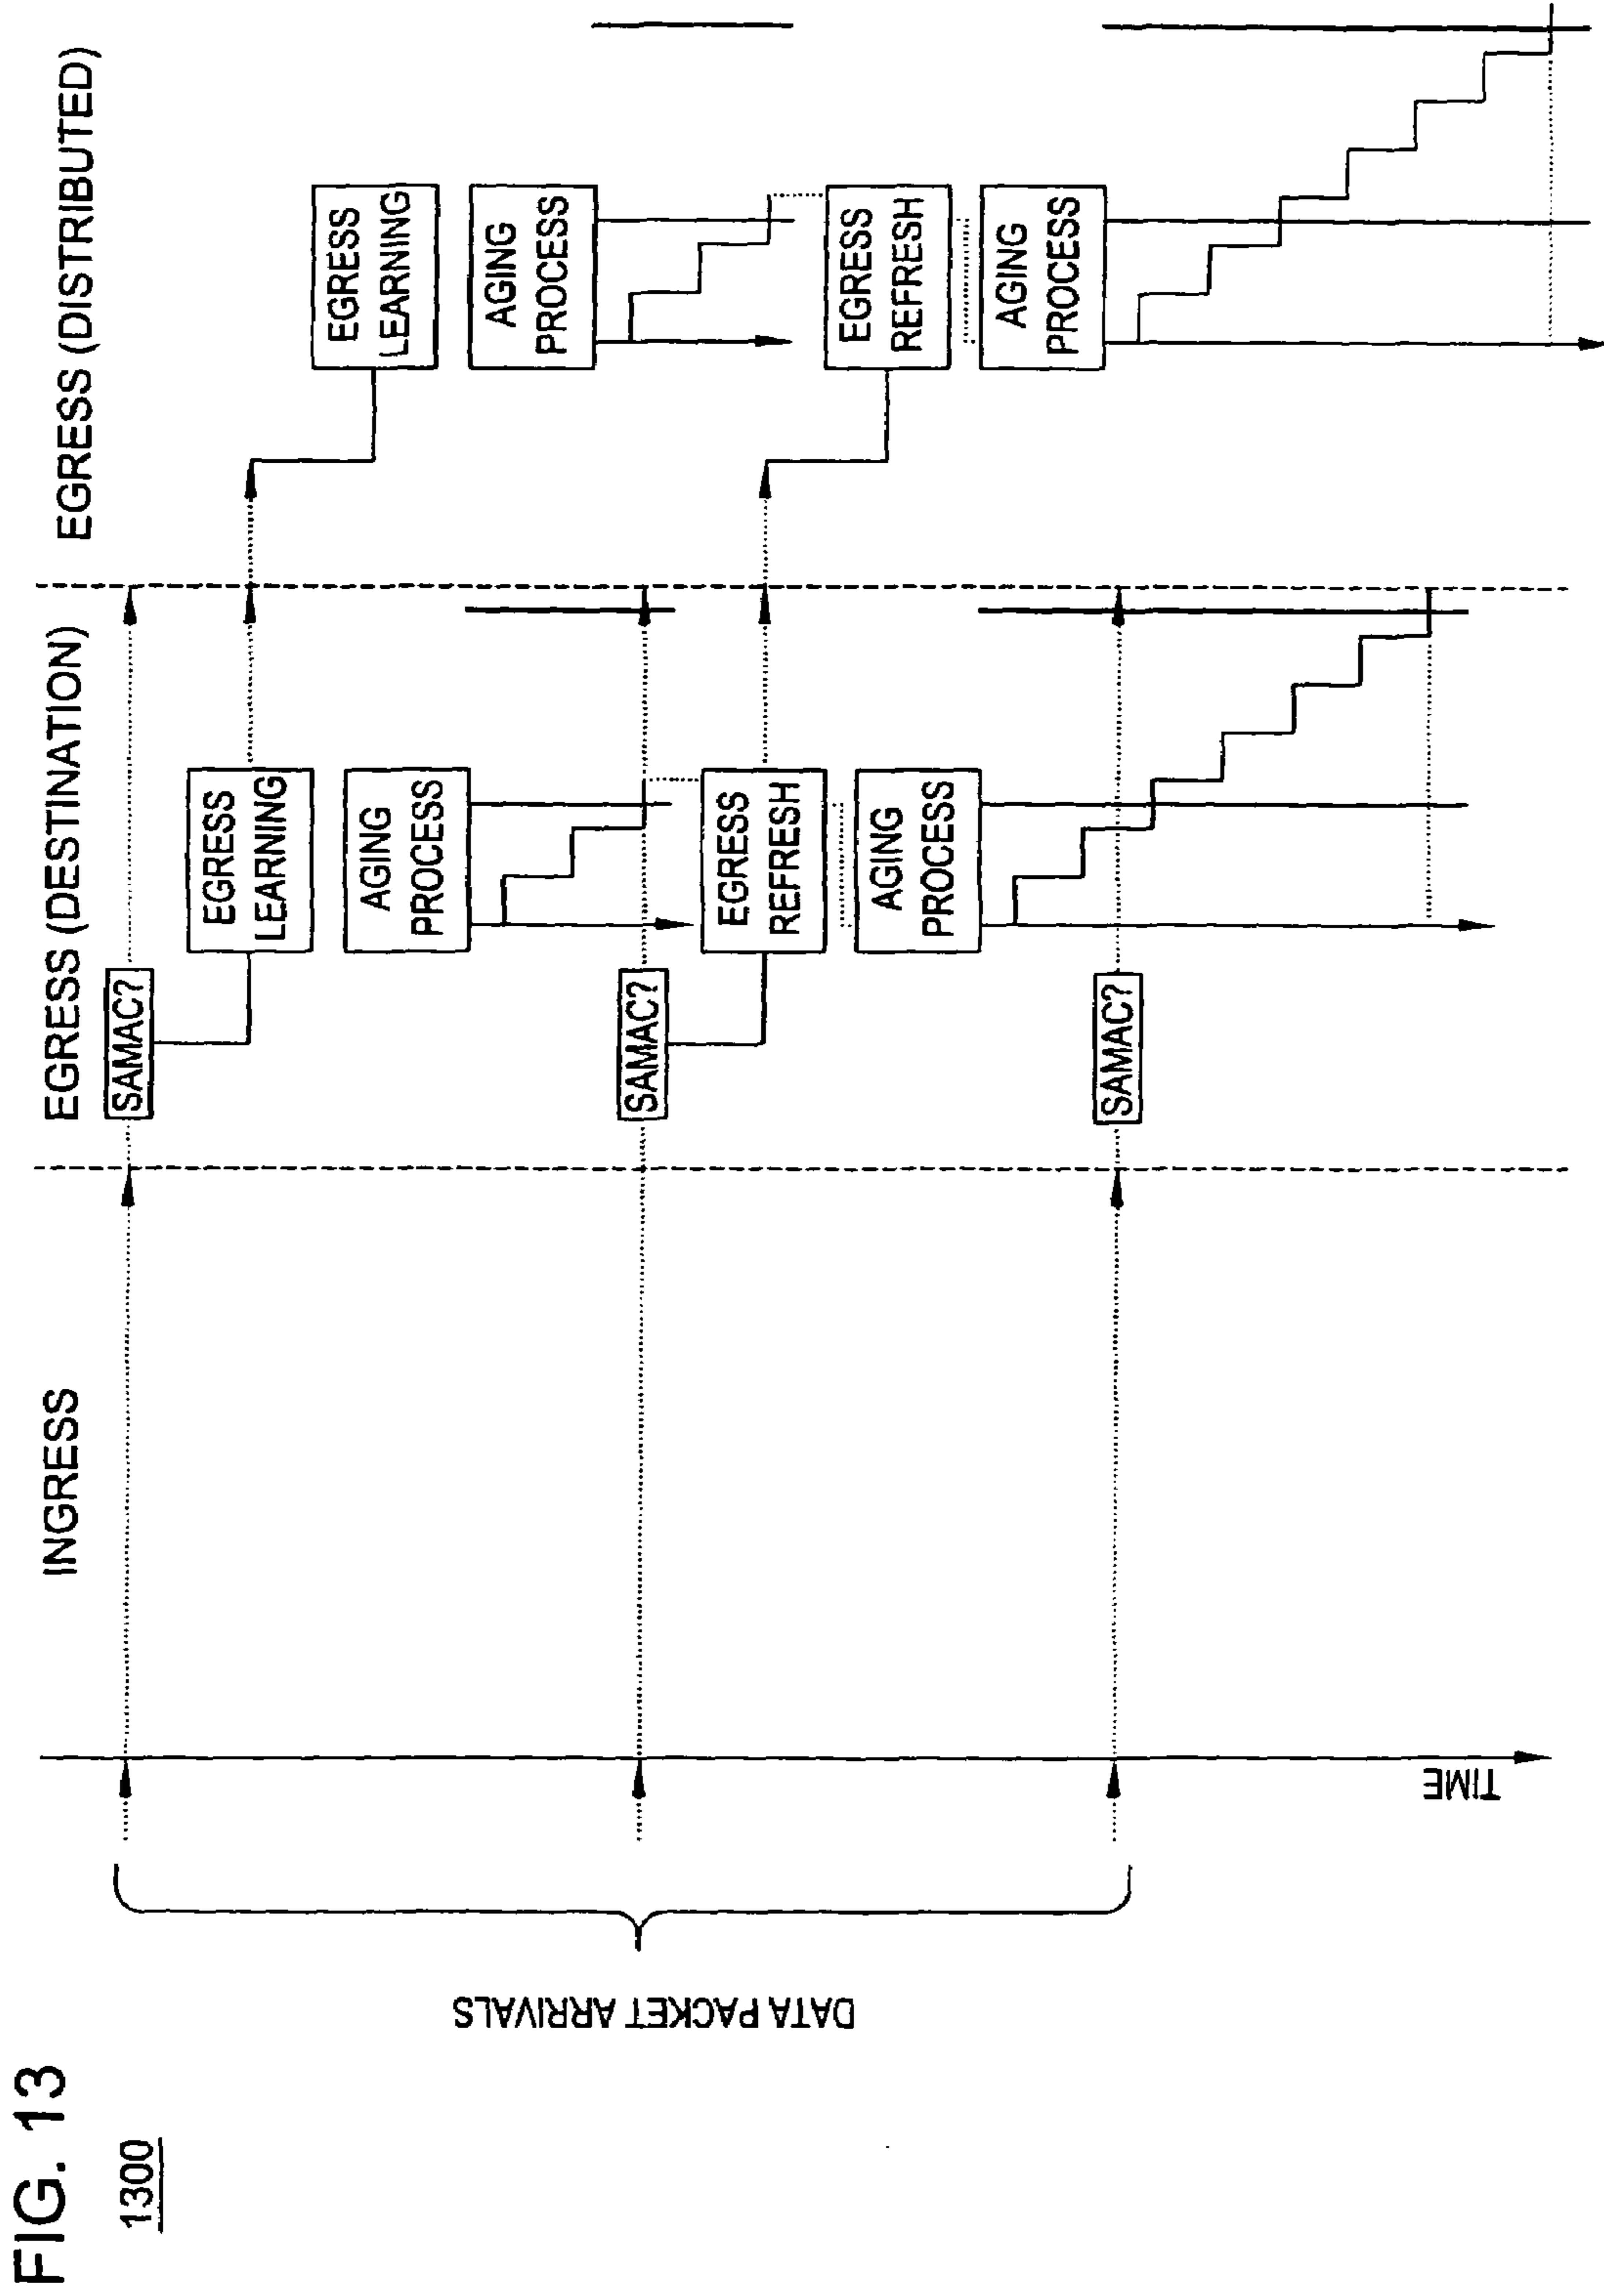 FIG. 13
1300
DATA PACKET ARRIVALS
TIME
INGRESS
EGRESS (DESTINATION)
EGRESS (DISTRIBUTED)
SAMAC?
EGRESS
LEARNING
AGING
PROCESS
SAMAC?
EGRESS
REFRESH
AGING
PROCESS
SAMAC?
EGRESS
LEARNING
AGING
PROCESS
EGRESS
REFRESH
AGING
PROCESS